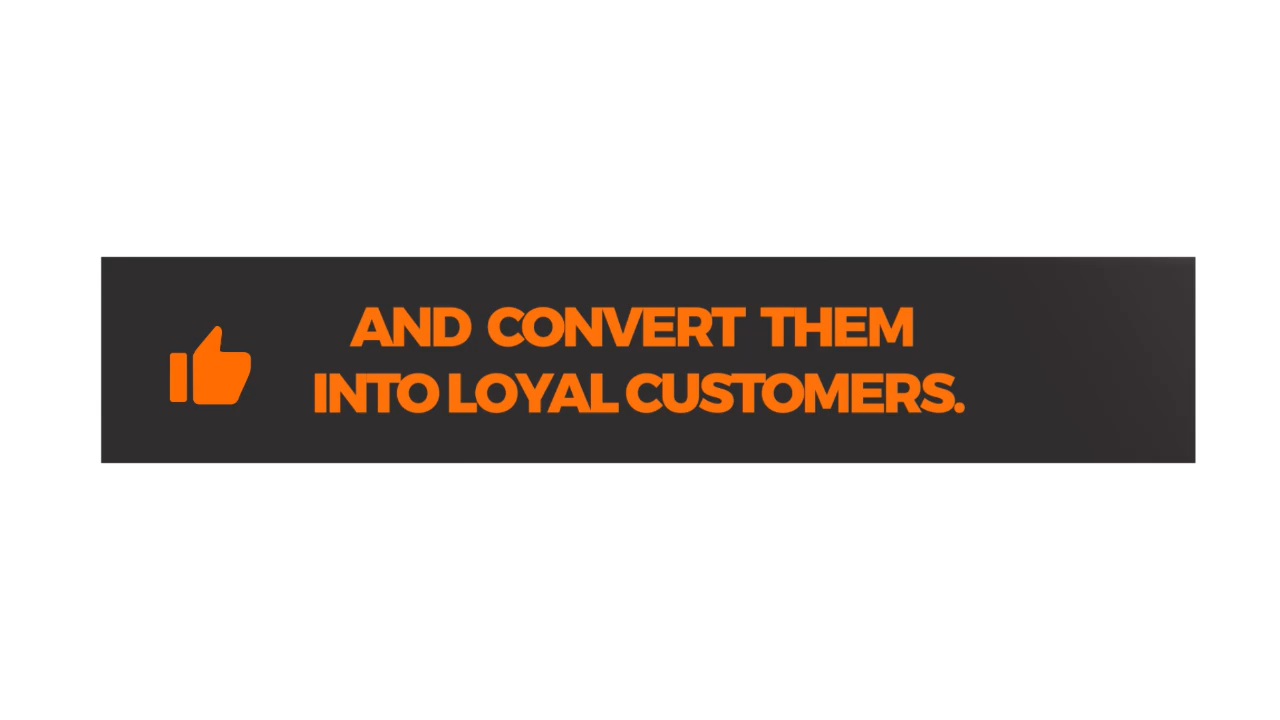 AND CONVERT THEM
INTO LOYAL CUSTOMERS.